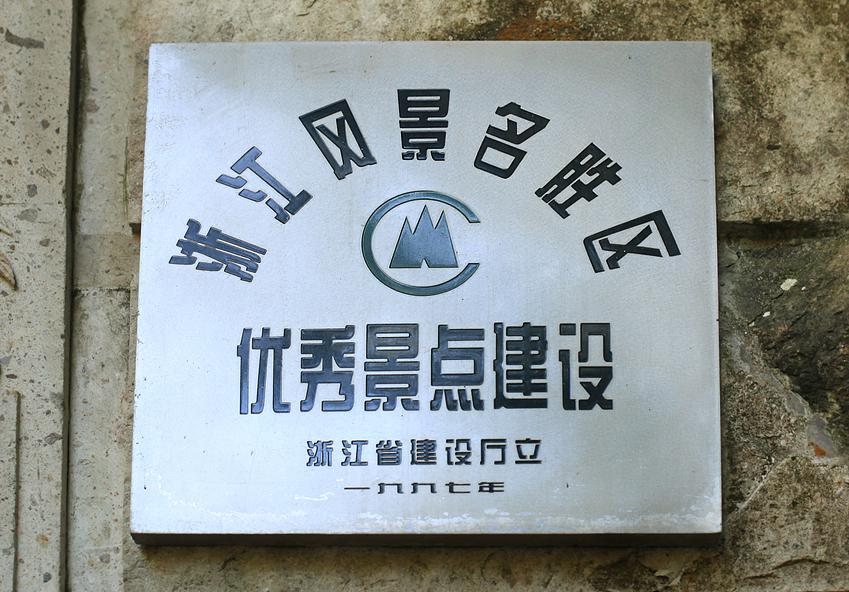 浙江风景名胜区
优秀景点建设
浙江省建设厅立
一九九七年